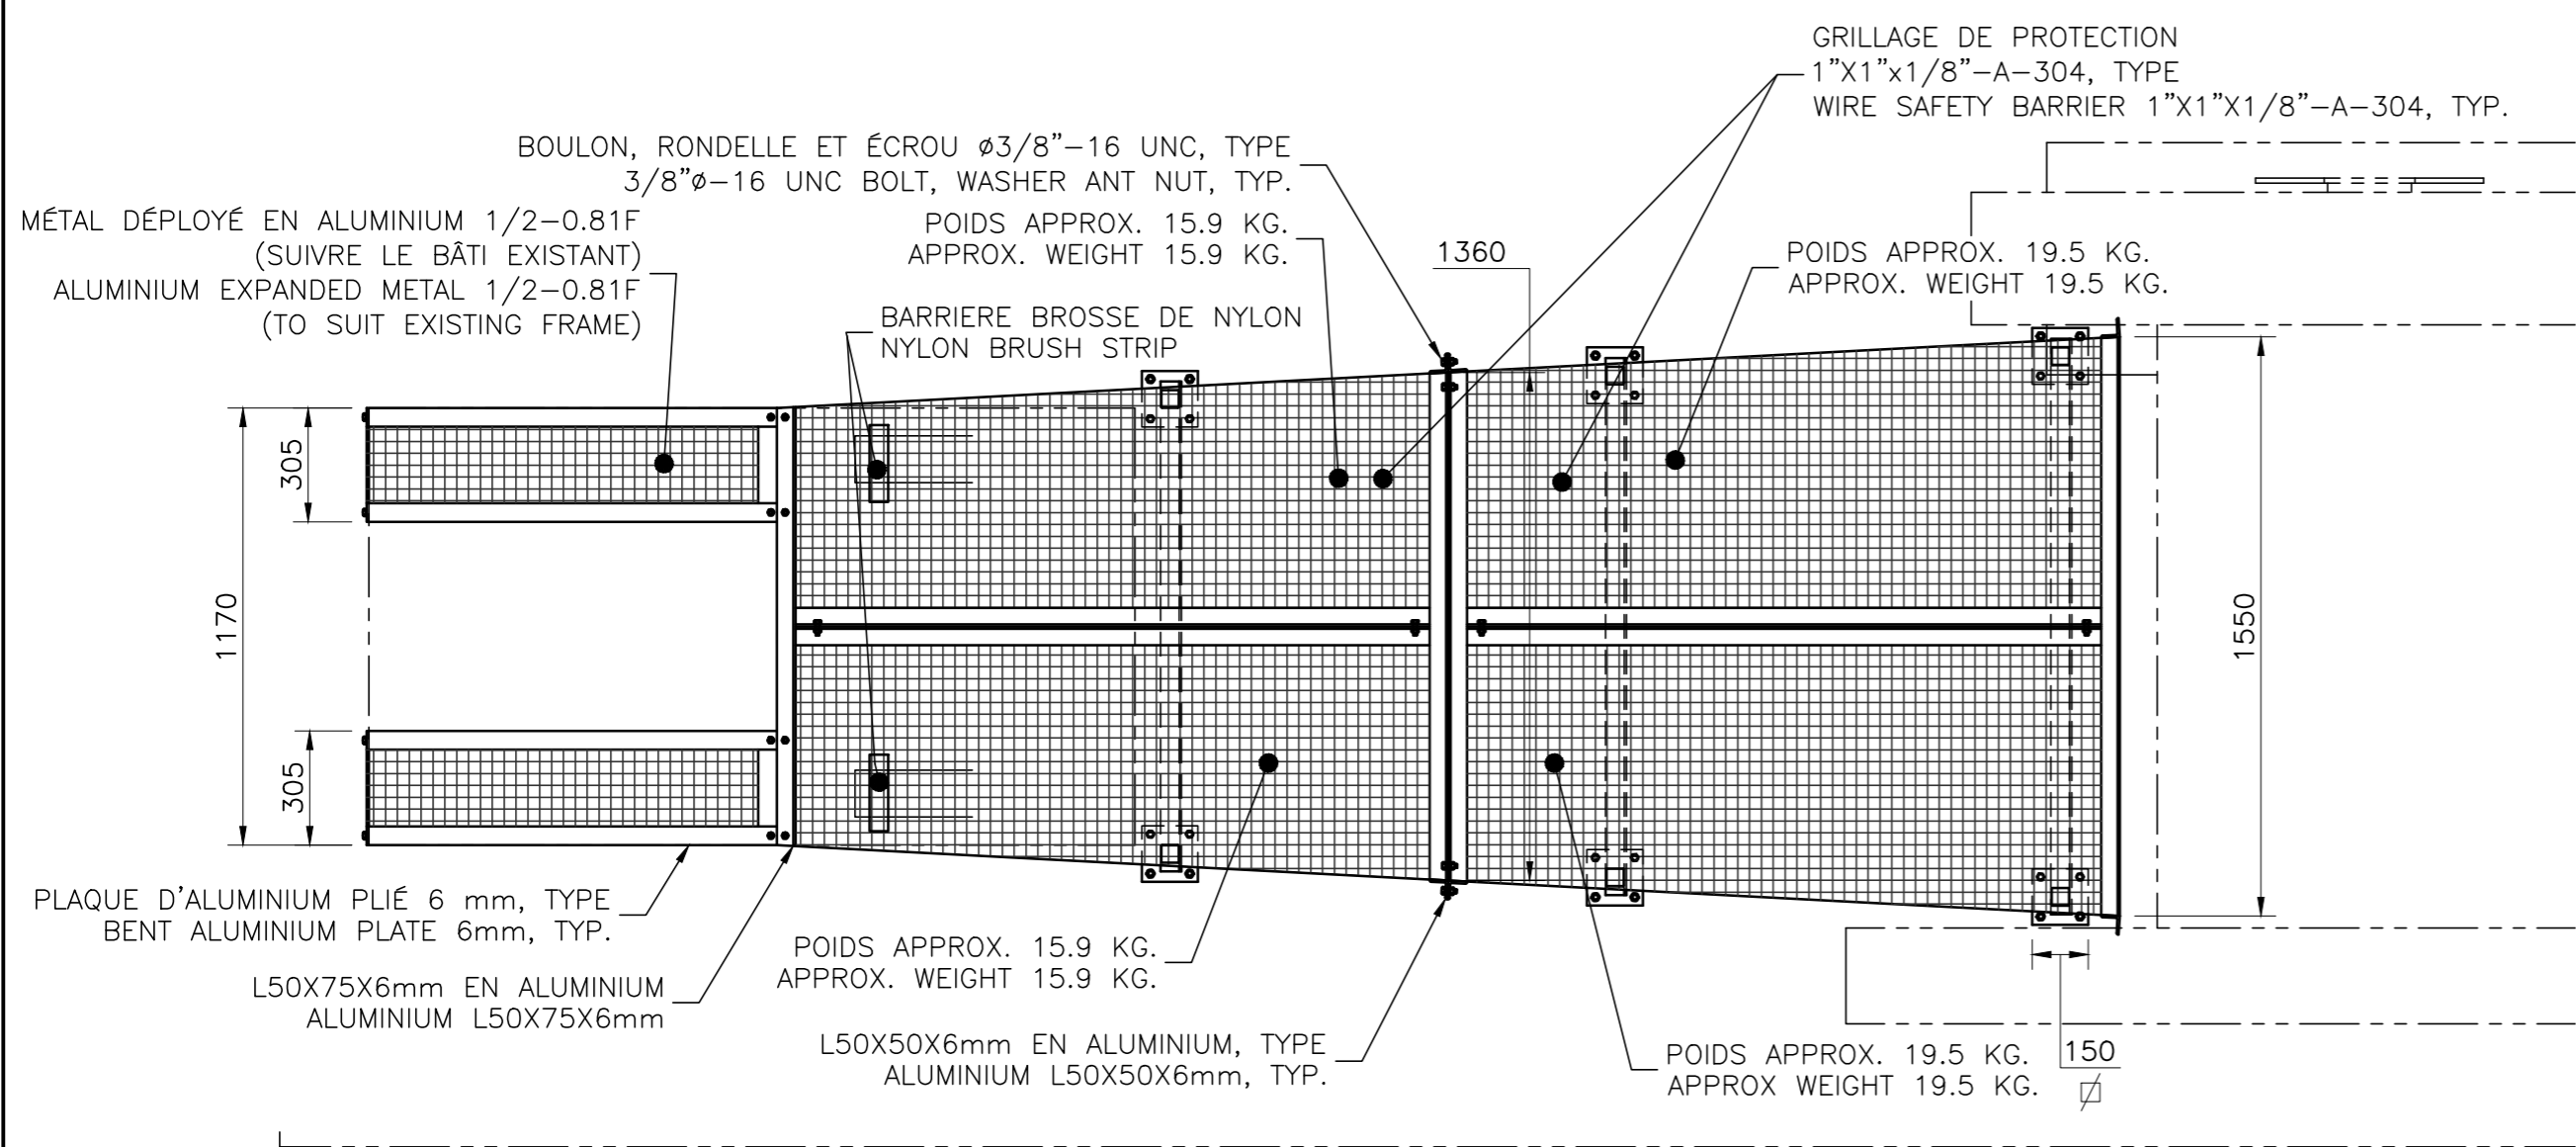 GRILLAGE DE PROTECTION
1"X1"x1/8"-A-304, TYPE
WIRE SAFETY BARRIER 1"X1"X1/8"-A-304, TYP.
BOULON, RONDELLE ET ÉCROU ø3/8"-16 UNC, TYPE
3/8"ø-16 UNC BOLT, WASHER ANT NUT, TYP.
MÉTAL DÉPLOYÉ EN ALUMINIUM 1/2-0.81F
(SUIVRE LE BÂTI EXISTANT)
ALUMINIUM EXPANDED METAL 1/2-0.81F
(TO SUIT EXISTING FRAME)
POIDS APPROX. 15.9 KG.
APPROX. WEIGHT 15.9 KG.
1360
POIDS APPROX. 19.5 KG.
APPROX. WEIGHT 19.5 KG.
BARRIERE BROSSE DE NYLON
NYLON BRUSH STRIP
305
1170
305
1550
PLAQUE D'ALUMINIUM PLIÉ 6 mm, TYPE
BENT ALUMINIUM PLATE 6mm, TYP.
L50X75X6mm EN ALUMINIUM
ALUMINIUM L50X75X6mm
POIDS APPROX. 15.9 KG.
APPROX. WEIGHT 15.9 KG.
L50X50X6mm EN ALUMINIUM, TYPE
ALUMINIUM L50X50X6mm, TYP.
POIDS APPROX. 19.5 KG.
APPROX WEIGHT 19.5 KG.
150